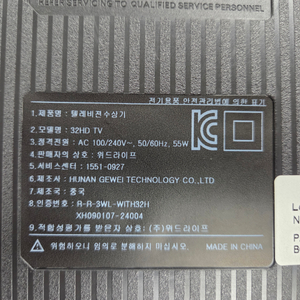 REFER SERVICING TO QUALIFIED SERVICE PERSONNEL
전기용품 안전관리법에 의한 표기
1.제품명 : 텔레비전수상기
2.모델명 : 32HD TV
3.정격전원 : AC 100/240V~, 50/60Hz, 55W
4.판매자의 상호 : 위드라이프
5.서비스센터 : 1551-0927
6.제조사 : HUNAN GEWEI TECHNOLOGY CO.,LTD
7.제조국 : 중국
8.인증번호 : R-R-3WL-WITH32H
XH090107-24004
9.적합성평가를 받은자 상호 : (주)위드라이프
위험하오니 임의로 분해하지 마십시오.
MADE IN CHINA